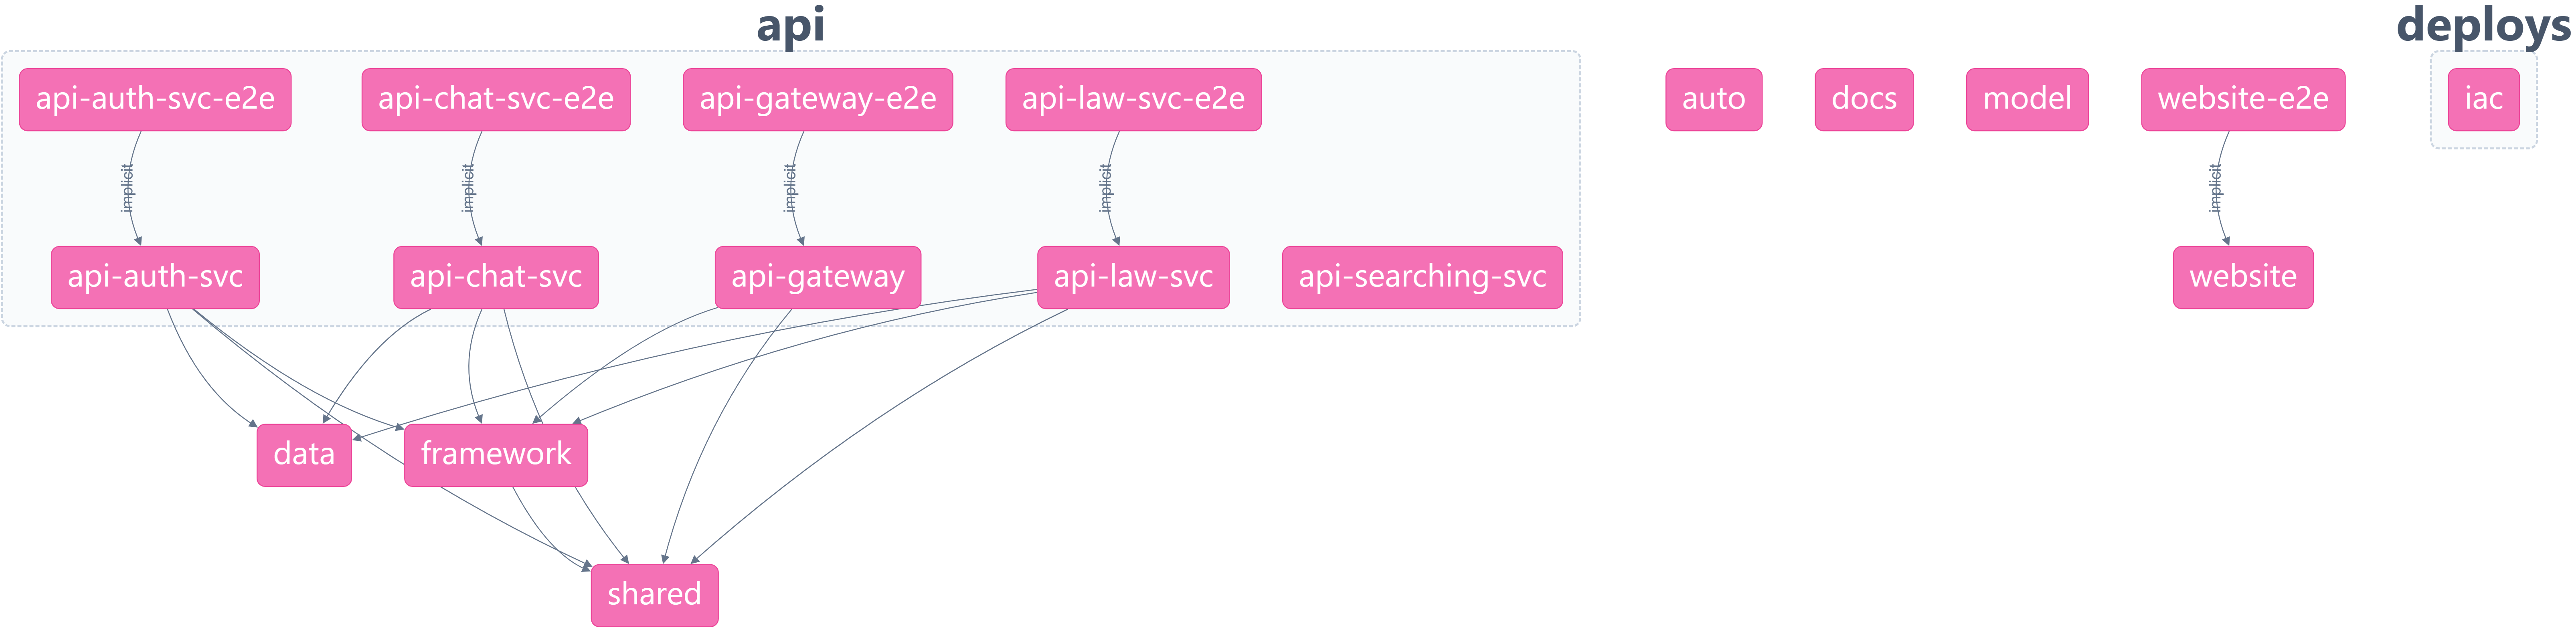 api
deploys
api-auth-svc-e2e
api-chat-svc-e2e
api-gateway-e2e
api-law-svc-e2e
auto
docs
model
website-e2e
iac
implicit
implicit
implicit
implicit
implicit
api-auth-svc
api-chat-svc
api-gateway
api-law-svc
api-searching-svc
website
data
framework
shared